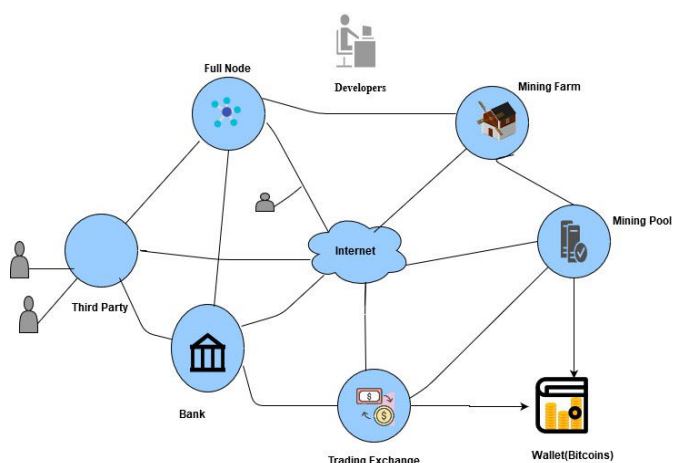 Full Node
Developers
Mining Farm
Internet
Mining Pool
Third Party
Bank
$
$
Trading Exchange
Wallet(Bitcoins)